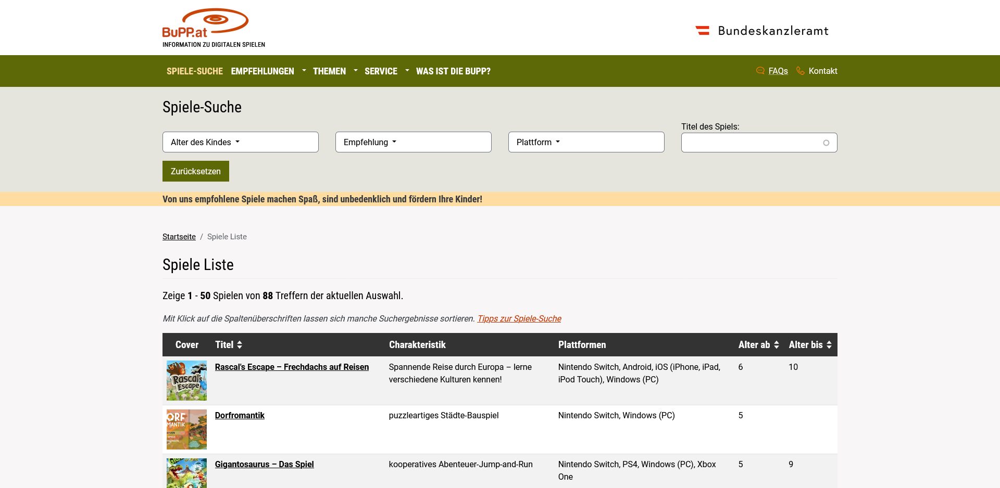 BuPP.at
INFORMATION ZU DIGITALEN SPIELEN
Bundeskanzleramt
SPIELE-SUCHE EMPFEHLUNGEN THEMEN SERVICE WAS IST DIE BUPP? FAQs Kontakt
Spiele-Suche
Titel des Spiels:
Alter des Kindes Empfehlung Plattform
Zurücksetzen
Von uns empfohlene Spiele machen Spaß, sind unbedenklich und fördern Ihre Kinder!
Startseite / Spiele Liste
Spiele Liste
Zeige 1 - 50 Spielen von 88 Treffern der aktuellen Auswahl.
Mit Klick auf die Spaltenüberschriften lassen sich manche Suchergebnisse sortieren. Tipps zur Spiele-Suche
Cover Titel Charakteristik Plattformen Alter ab Alter bis
Rascal's Escape
Rascal's Escape – Frechdachs auf Reisen
Spannende Reise durch Europa – lerne
verschiedene Kulturen kennen!
Nintendo Switch, Android, iOS (iPhone, iPad,
iPod Touch), Windows (PC)
6
10
ORF
MANTIK
Dorfromantik
puzzleartiges Städte-Bauspiel
Nintendo Switch, Windows (PC)
5
Gigantosaurus – Das Spiel
kooperatives Abenteuer-Jump-and-Run
Nintendo Switch, PS4, Windows (PC), Xbox
One
5
9